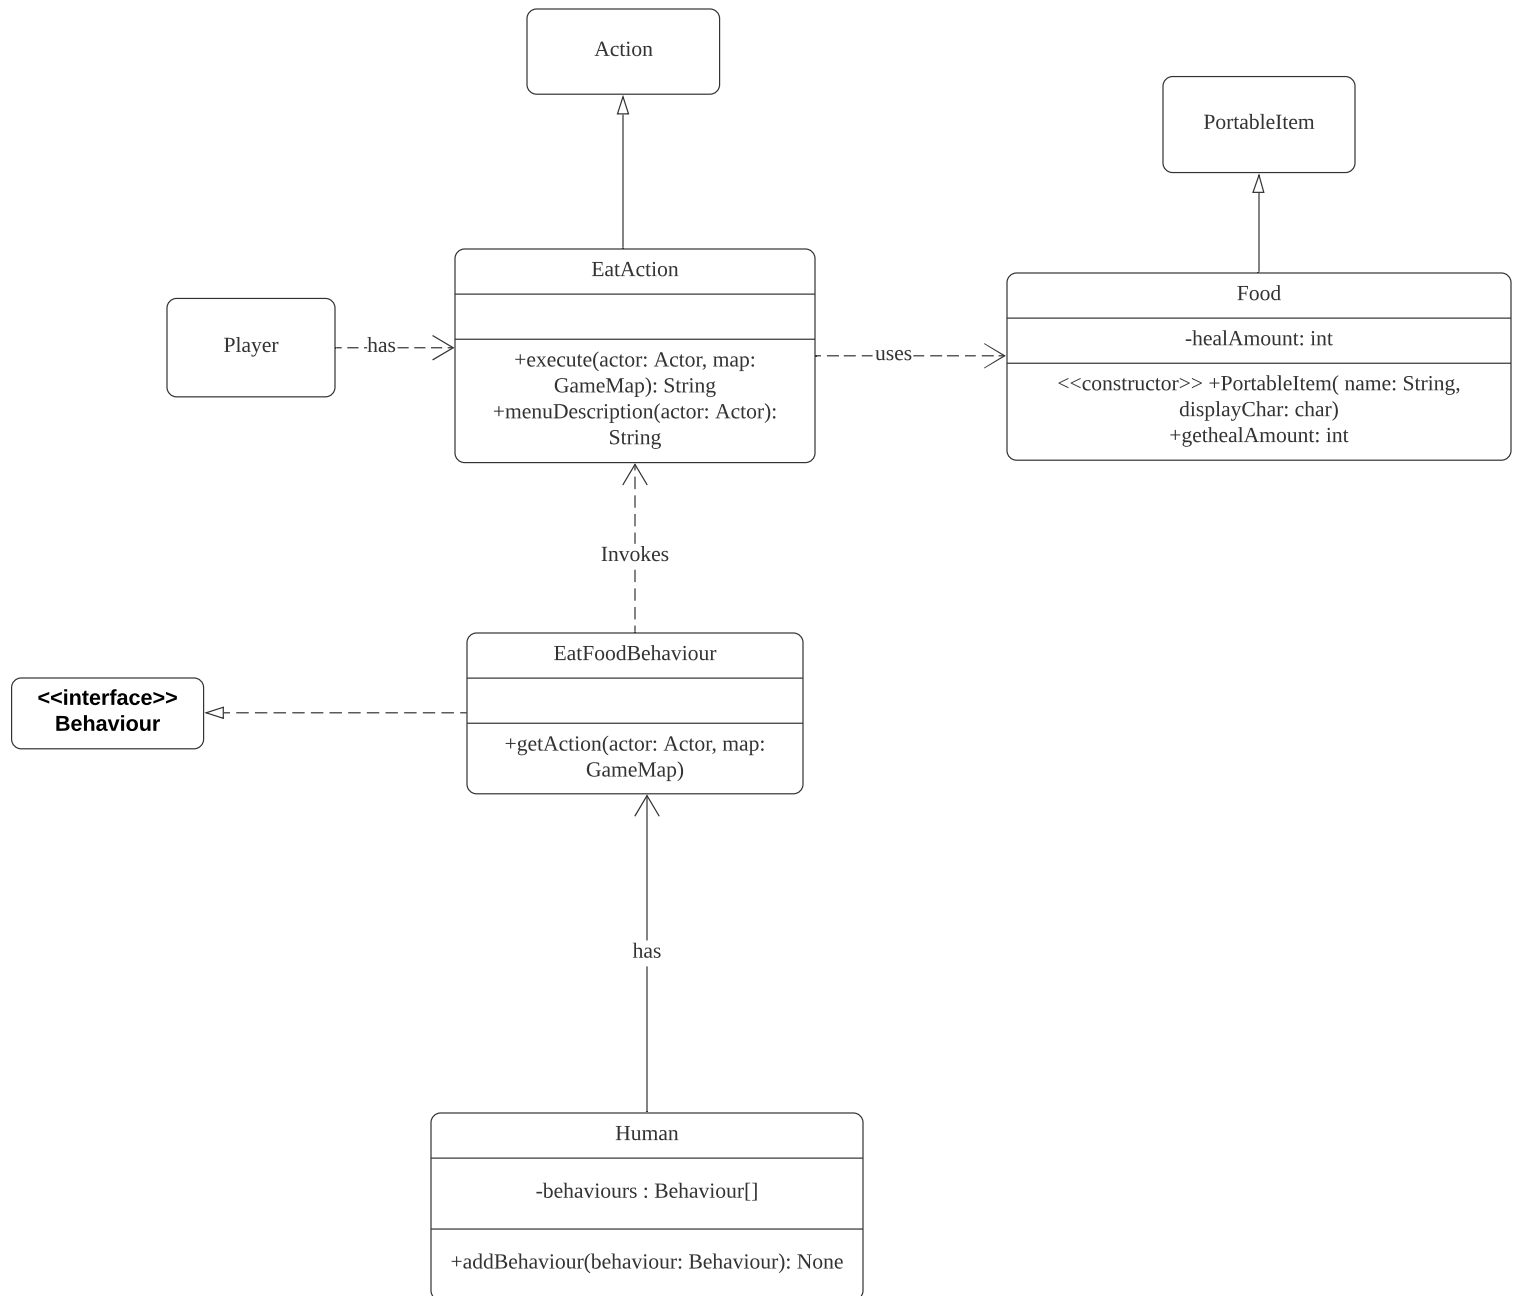 Action
PortableItem
EatAction
+execute(actor: Actor, map:
GameMap): String
+menuDescription(actor: Actor):
String
Player
has
uses
Food
-healAmount: int
<<constructor>> +PortableItem( name: String,
displayChar: char)
+gethealAmount: int
Invokes
EatFoodBehaviour
+getAction(actor: Actor, map:
GameMap)
<<interface>>
Behaviour
has
Human
-behaviours : Behaviour[]
+addBehaviour(behaviour: Behaviour): None